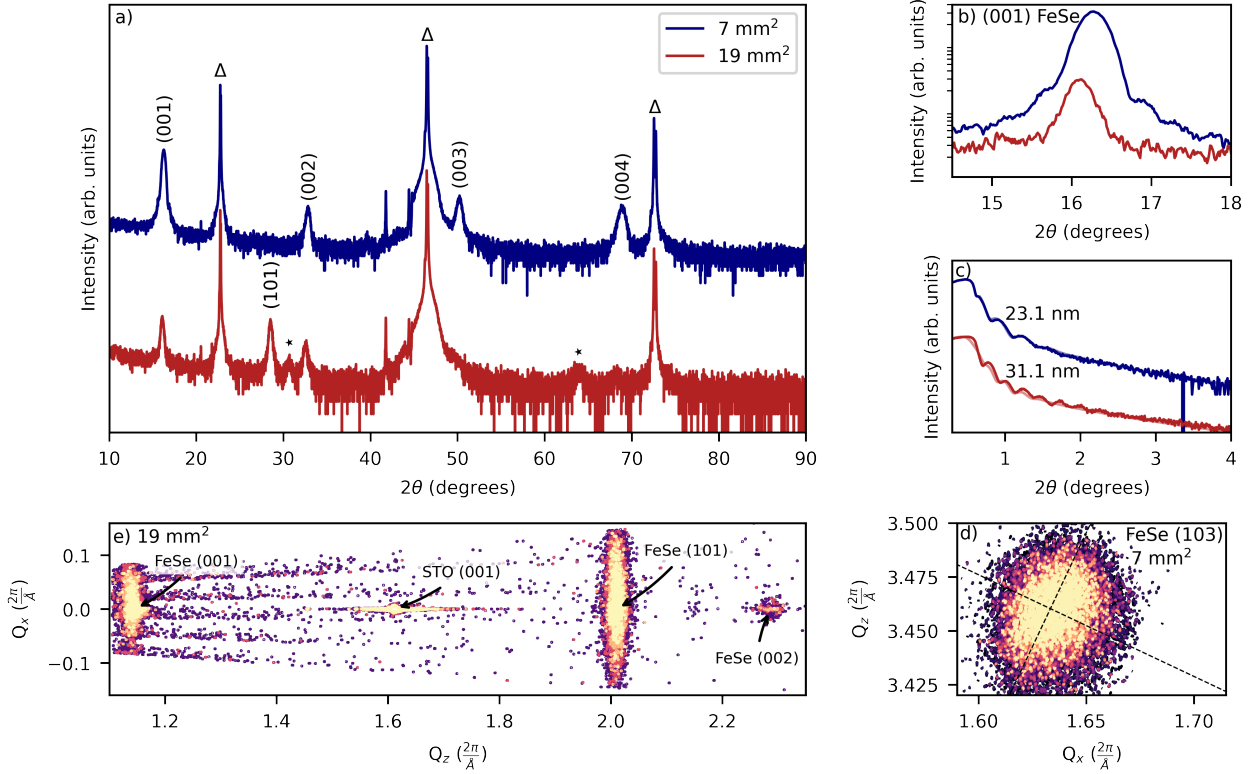 a)
7 mm²
19 mm²
Δ
Δ
Δ
(001)
(002)
(003)
(004)
(101)
⋆
⋆
Intensity (arb. units)
10 20 30 40 50 60 70 80 90
2θ (degrees)
b) (001) FeSe
Intensity (arb. units)
15 16 17 18
2θ (degrees)
c)
23.1 nm
31.1 nm
Intensity (arb. units)
1 2 3 4
2θ (degrees)
e) 19 mm²
FeSe (001)
STO (001)
FeSe (101)
FeSe (002)
0.1
0.0
−0.1
Qₓ (2π/Å)
1.2 1.4 1.6 1.8 2.0 2.2
Q_z (2π/Å)
d)
FeSe (103)
7 mm²
3.500
3.475
3.450
3.425
Q_z (2π/Å)
1.60 1.65 1.70
Qₓ (2π/Å)